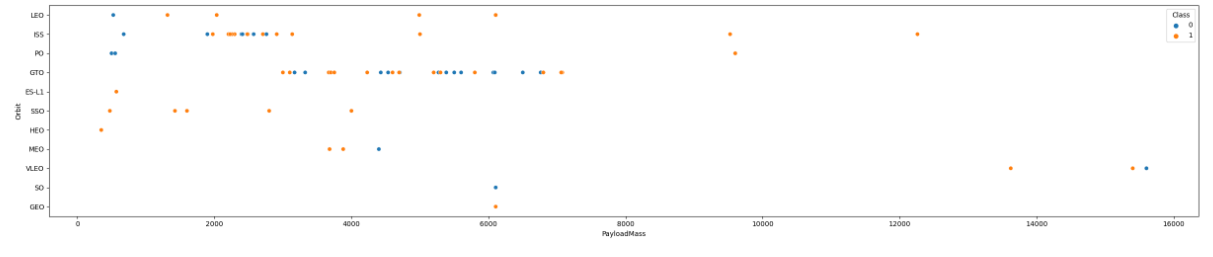 Class
0
1
LEO
ISS
PO
GTO
ES-L1
SSO
HEO
MEO
VLEO
SO
GEO
Orbit
0 2000 4000 6000 8000 10000 12000 14000 16000
PayloadMass